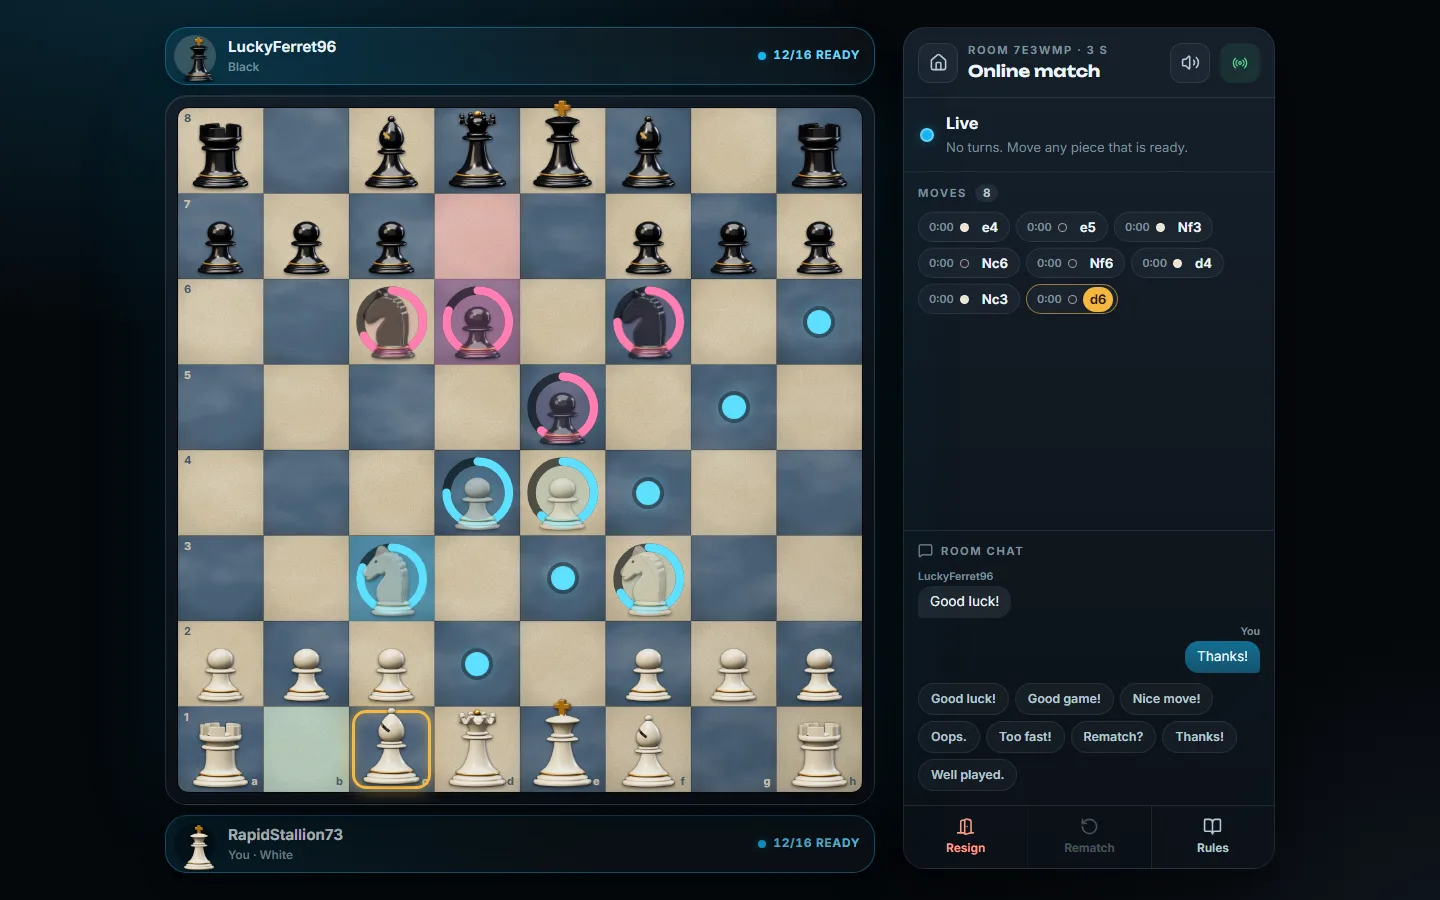 LuckyFerret96
Black
12/16 READY
8
7
6
5
4
3
2
1
a
b
c
d
e
f
g
h
RapidStallion73
You · White
12/16 READY
ROOM 7E3WMP · 3 S
Online match
Live
No turns. Move any piece that is ready.
MOVES 8
0:00 e4 0:00 e5 0:00 Nf3
0:00 Nc6 0:00 Nf6 0:00 d4
0:00 Nc3 0:00 d6
ROOM CHAT
LuckyFerret96
Good luck!
You
Thanks!
Good luck! Good game! Nice move!
Oops. Too fast! Rematch? Thanks!
Well played.
Resign Rematch Rules